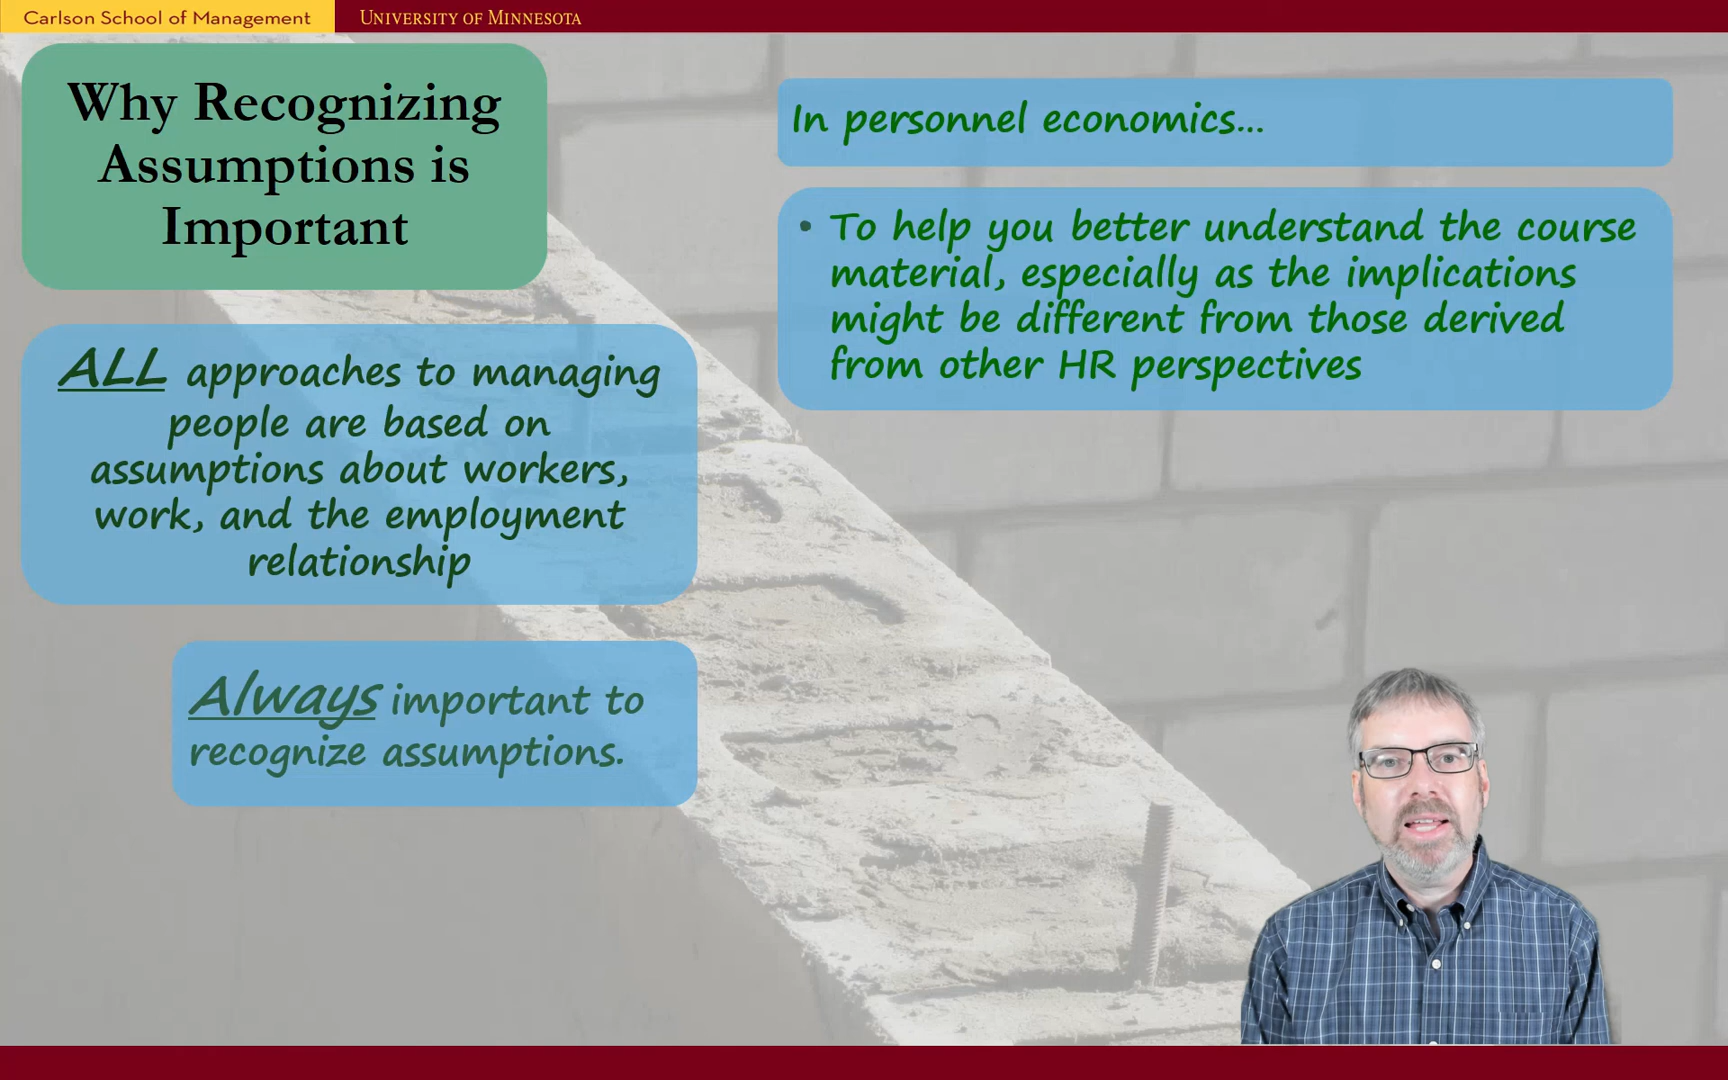 Carlson School of Management
University of Minnesota
Why Recognizing
Assumptions is
Important
ALL approaches to managing
people are based on
assumptions about workers,
work, and the employment
relationship
Always important to
recognize assumptions.
In personnel economics...
• To help you better understand the course
material, especially as the implications
might be different from those derived
from other HR perspectives